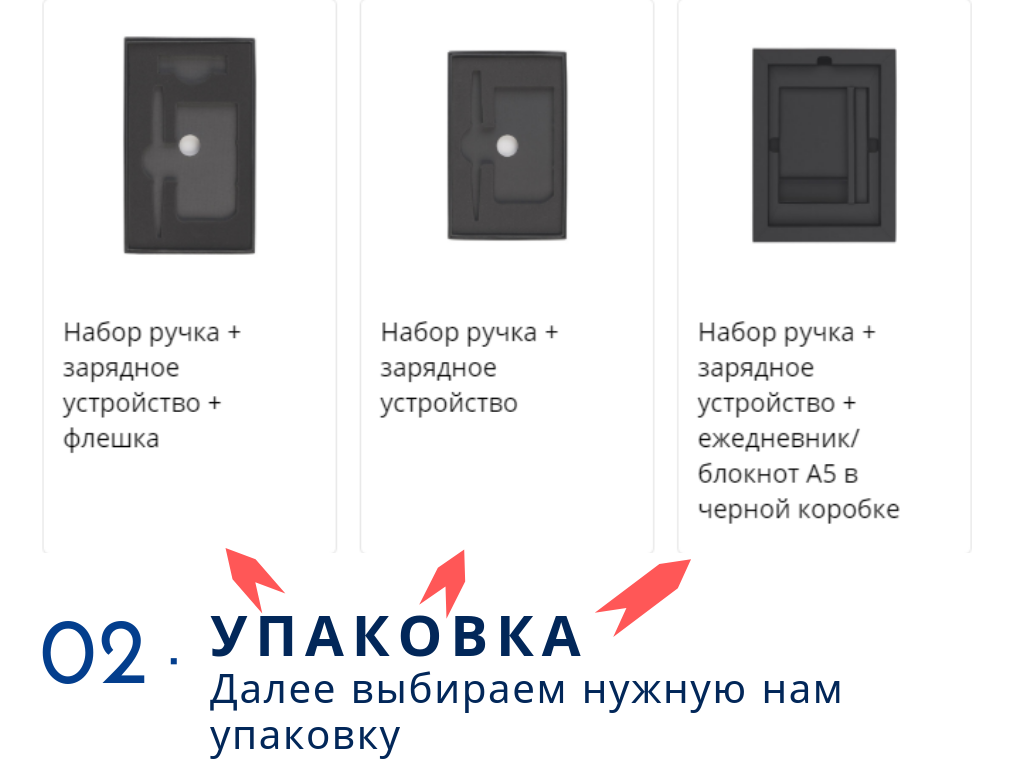 Набор ручка +
зарядное
устройство +
флешка
Набор ручка +
зарядное
устройство
Набор ручка +
зарядное
устройство +
ежедневник/
блокнот А5 в
черной коробке
02. УПАКОВКА
Далее выбираем нужную нам
упаковку